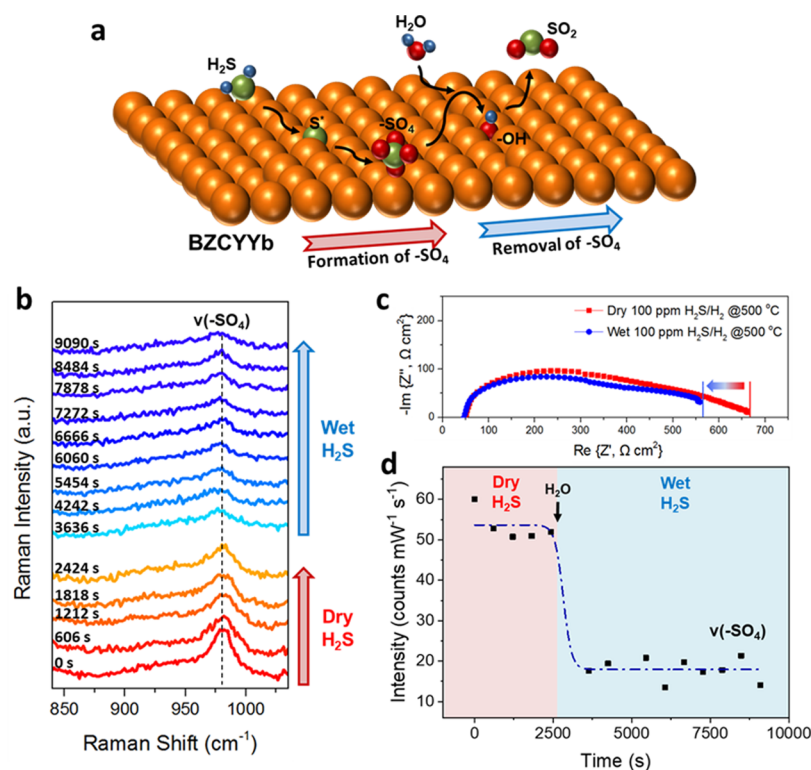 a
H₂S
H₂O
SO₂
S*
-SO₄
-OH
BZCYYb
Formation of -SO₄
Removal of -SO₄
b
ν(-SO₄)
9090 s
8484 s
7878 s
7272 s
6666 s
6060 s
5454 s
4242 s
3636 s
2424 s
1818 s
1212 s
606 s
0 s
Wet
H₂S
Dry
H₂S
Raman Intensity (a.u.)
850 900 950 1000
Raman Shift (cm⁻¹)
c
Dry 100 ppm H₂S/H₂ @500 °C
Wet 100 ppm H₂S/H₂ @500 °C
-Im {Z'', Ω cm²}
200
100
0
0 100 200 300 400 500 600 700
Re {Z', Ω cm²}
d
Dry
H₂S
H₂O
Wet
H₂S
ν(-SO₄)
Intensity (counts mW⁻¹ s⁻¹)
60
50
40
30
20
10
0 2500 5000 7500 10000
Time (s)